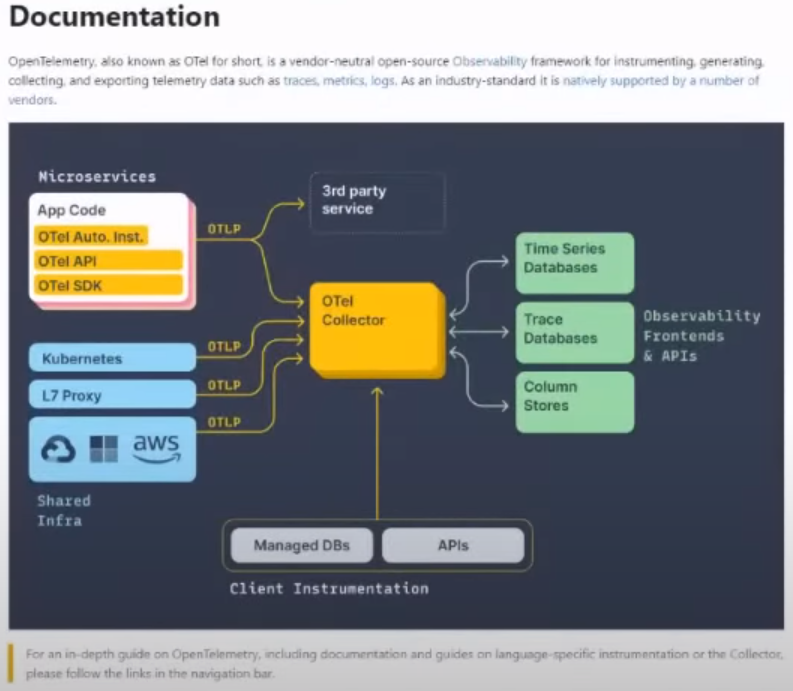 Documentation
OpenTelemetry, also known as OTel for short, is a vendor-neutral open-source Observability framework for instrumenting, generating,
collecting, and exporting telemetry data such as traces, metrics, logs. As an industry-standard it is natively supported by a number of
vendors.
Microservices
App Code
OTel Auto. Inst.
OTel API
OTel SDK
OTLP
3rd party
service
OTel
Collector
Time Series
Databases
Trace
Databases
Column
Stores
Observability
Frontends
& APIs
Kubernetes
OTLP
L7 Proxy
OTLP
OTLP
aws
Shared
Infra
Managed DBs
APIs
Client Instrumentation
For an in-depth guide on OpenTelemetry, including documentation and guides on language-specific instrumentation or the Collector,
please follow the links in the navigation bar.